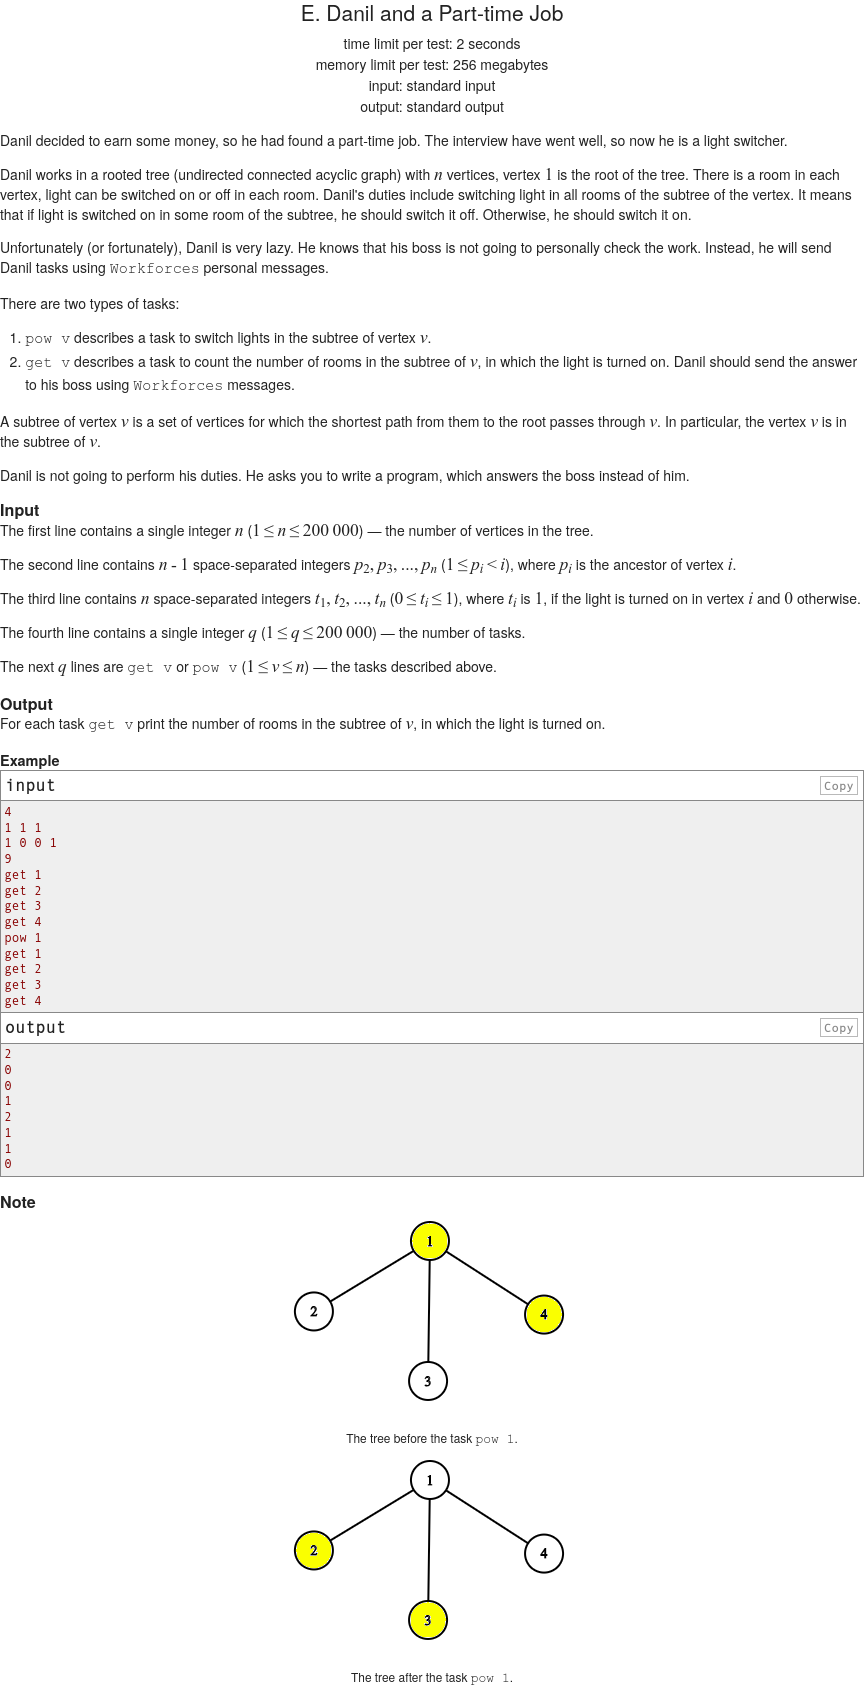 E. Danil and a Part-time Job
time limit per test: 2 seconds
memory limit per test: 256 megabytes
input: standard input
output: standard output
Danil decided to earn some money, so he had found a part-time job. The interview have went well, so now he is a light switcher.
Danil works in a rooted tree (undirected connected acyclic graph) with n vertices, vertex 1 is the root of the tree. There is a room in each
vertex, light can be switched on or off in each room. Danil's duties include switching light in all rooms of the subtree of the vertex. It means
that if light is switched on in some room of the subtree, he should switch it off. Otherwise, he should switch it on.
Unfortunately (or fortunately), Danil is very lazy. He knows that his boss is not going to personally check the work. Instead, he will send
Danil tasks using Workforces personal messages.
There are two types of tasks:
1. pow v describes a task to switch lights in the subtree of vertex v.
2. get v describes a task to count the number of rooms in the subtree of v, in which the light is turned on. Danil should send the answer
to his boss using Workforces messages.
A subtree of vertex v is a set of vertices for which the shortest path from them to the root passes through v. In particular, the vertex v is in
the subtree of v.
Danil is not going to perform his duties. He asks you to write a program, which answers the boss instead of him.
Input
The first line contains a single integer n (1 ≤ n ≤ 200 000) — the number of vertices in the tree.
The second line contains n - 1 space-separated integers p2, p3, ..., pn (1 ≤ pi < i), where pi is the ancestor of vertex i.
The third line contains n space-separated integers t1, t2, ..., tn (0 ≤ ti ≤ 1), where ti is 1, if the light is turned on in vertex i and 0 otherwise.
The fourth line contains a single integer q (1 ≤ q ≤ 200 000) — the number of tasks.
The next q lines are get v or pow v (1 ≤ v ≤ n) — the tasks described above.
Output
For each task get v print the number of rooms in the subtree of v, in which the light is turned on.
Example
input
Copy
4
1 1 1
1 0 0 1
9
get 1
get 2
get 3
get 4
pow 1
get 1
get 2
get 3
get 4
output
Copy
2
0
0
1
2
1
1
0
Note
1
2
4
3
The tree before the task pow 1.
1
2
4
3
The tree after the task pow 1.